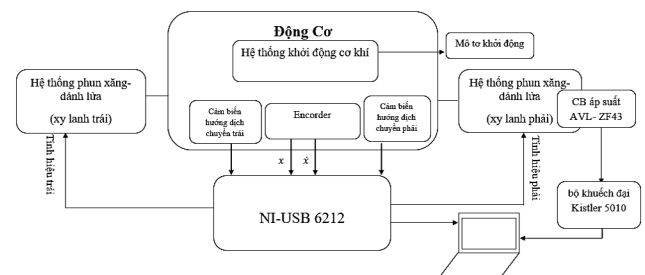 Động Cơ
Hệ thống khởi động cơ khí
Mô tơ khởi động
Hệ thống phun xăng-
đánh lửa
(xy lanh trái)
Cảm biến
hướng dịch
chuyển trái
Encorder
Cảm biến
hướng dịch
chuyển phải
Hệ thống phun xăng-
đánh lửa
(xy lanh phải)
CB áp suất
AVL- ZF43
Tính hiệu trái
x
ẋ
Tính hiệu phải
NI-USB 6212
bộ khuếch đại
Kistler 5010